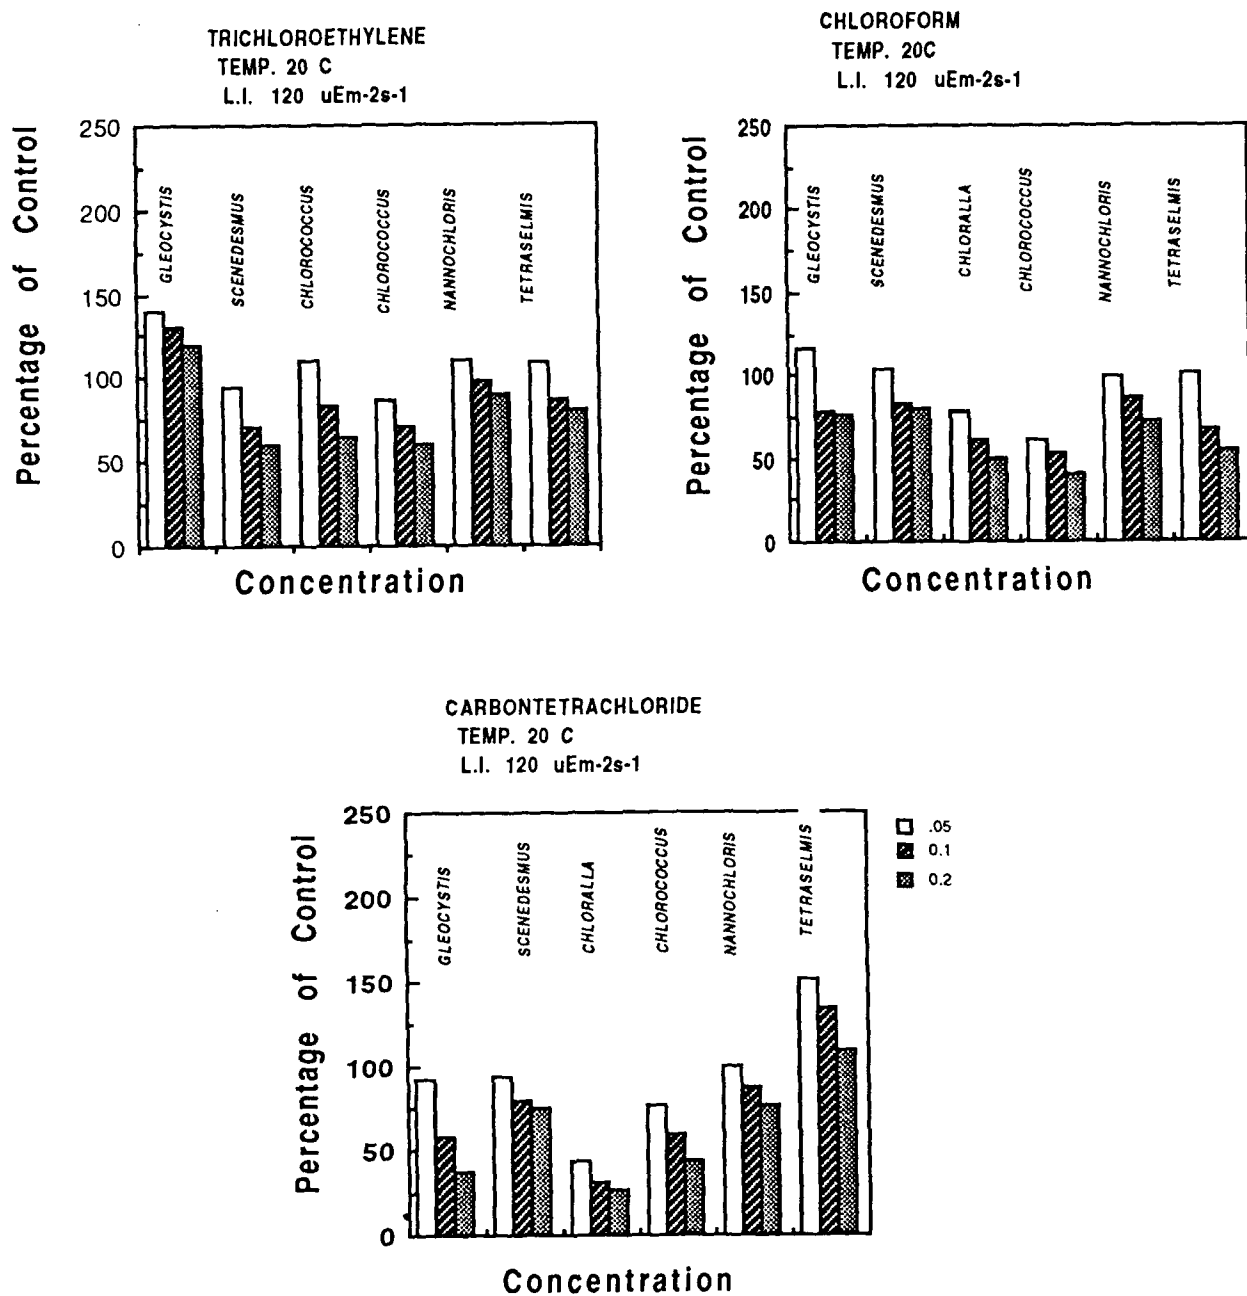 TRICHLOROETHYLENE
TEMP. 20 C
L.I. 120 uEm-2s-1
Percentage of Control
250
200
150
100
50
0
GLEOCYSTIS
SCENEDESMUS
CHLOROCOCCUS
CHLOROCOCCUS
NANNOCHLORIS
TETRASELMIS
Concentration
CHLOROFORM
TEMP. 20C
L.I. 120 uEm-2s-1
Percentage of Control
250
200
150
100
50
0
GLEOCYSTIS
SCENEDESMUS
CHLORALLA
CHLOROCOCCUS
NANNOCHLORIS
TETRASELMIS
Concentration
CARBONTETRACHLORIDE
TEMP. 20 C
L.I. 120 uEm-2s-1
Percentage of Control
250
200
150
100
50
0
GLEOCYSTIS
SCENEDESMUS
CHLORALLA
CHLOROCOCCUS
NANNOCHLORIS
TETRASELMIS
.05
0.1
0.2
Concentration